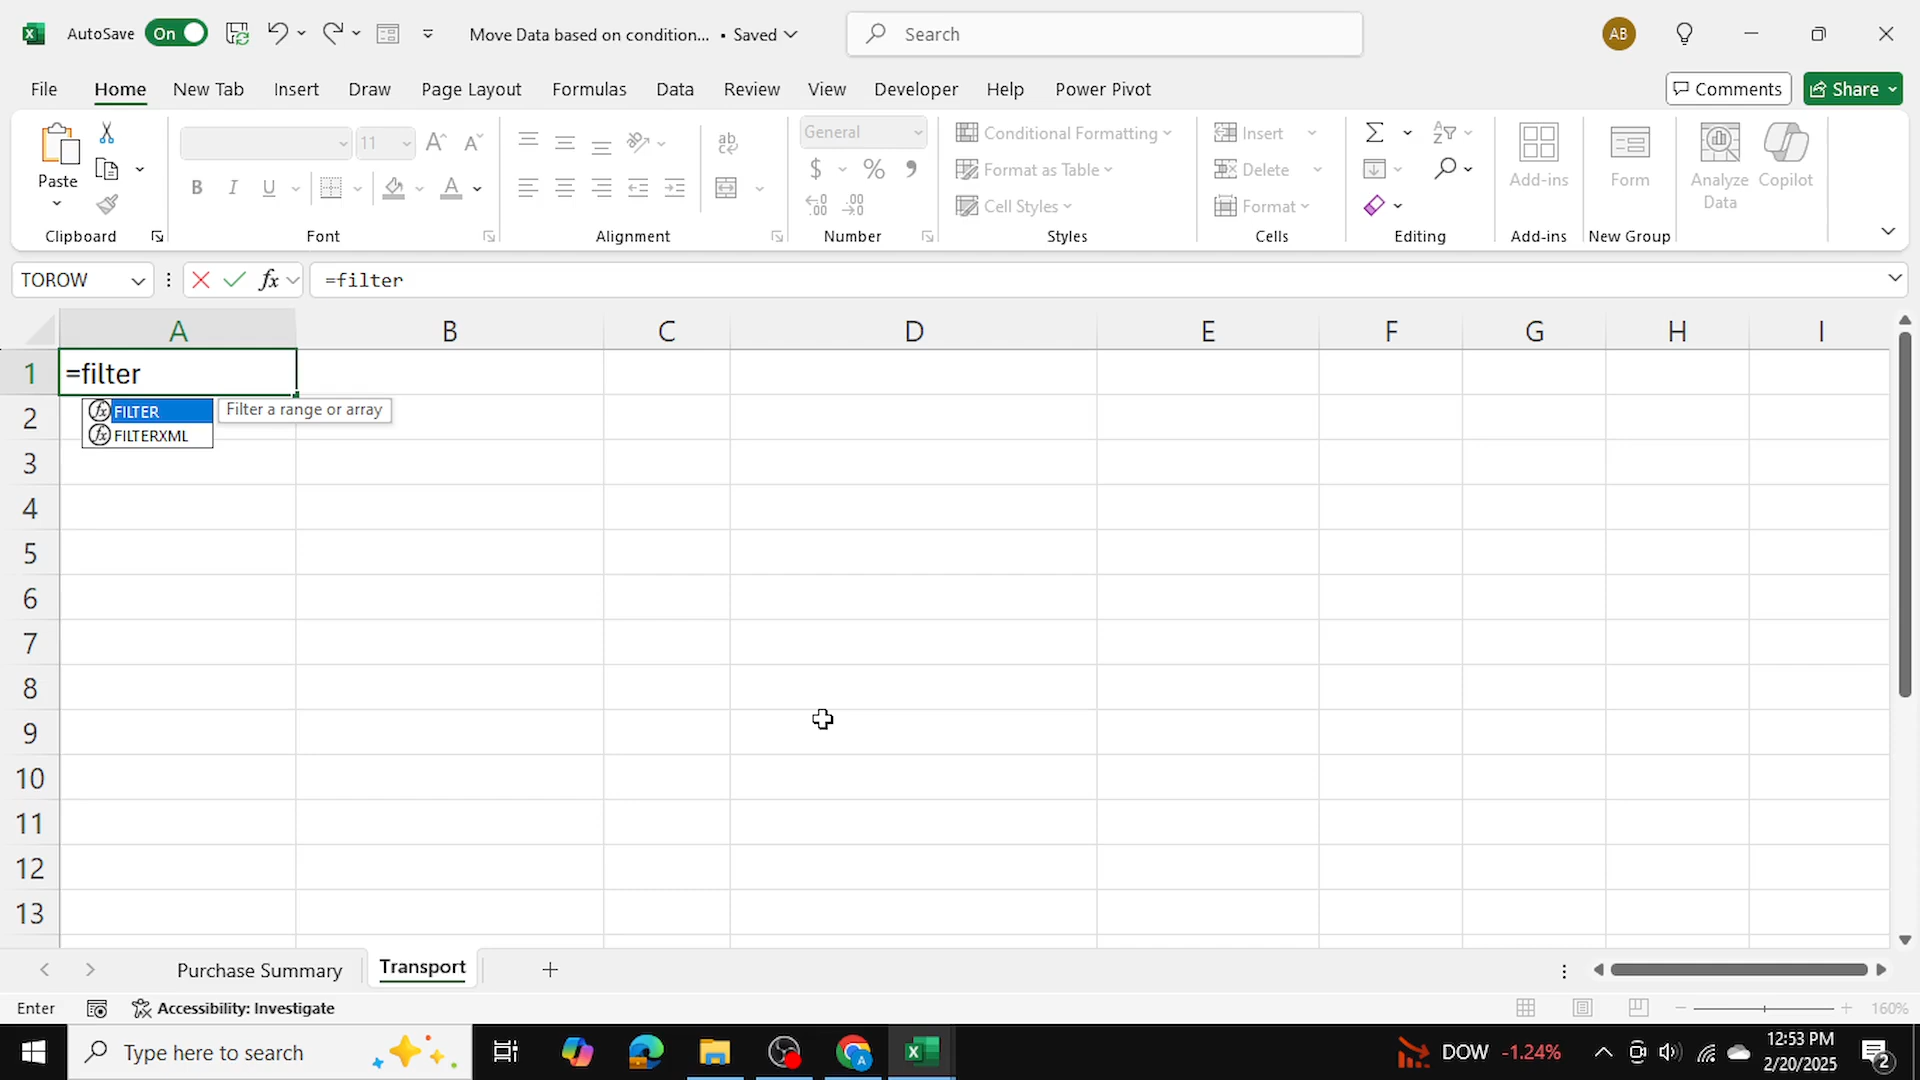 AutoSave On Move Data based on condition... • Saved Search AB
File Home New Tab Insert Draw Page Layout Formulas Data Review View Developer Help Power Pivot Comments Share
Paste 11 General Conditional Formatting Insert Add-ins Form Analyze Data Copilot
B I U $ % Format as Table Delete
Cell Styles Format
Clipboard Font Alignment Number Styles Cells Editing Add-ins New Group
TOROW fx =filter
A B C D E F G H I
1 =filter
2 FILTER Filter a range or array
FILTERXML
3
4
5
6
7
8
9
10
11
12
13
Purchase Summary Transport
Enter Accessibility: Investigate 160%
Type here to search DOW -1.24% 12:53 PM
2/20/2025 2